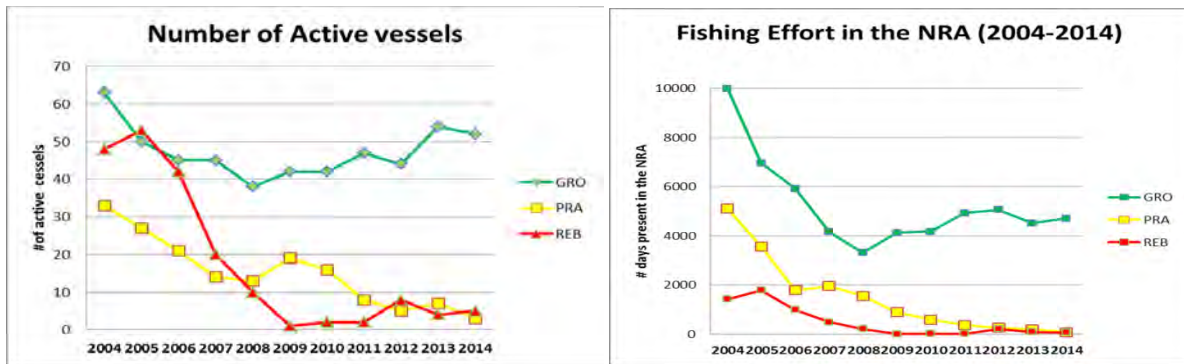 Number of Active vessels
70
60
50
40
30
20
10
0
#of active cessels
2004 2005 2006 2007 2008 2009 2010 2011 2012 2013 2014
GRO
PRA
REB
Fishing Effort in the NRA (2004-2014)
10000
8000
6000
4000
2000
0
# days present in the NRA
2004 2005 2006 2007 2008 2009 2010 2011 2012 2013 2014
GRO
PRA
REB